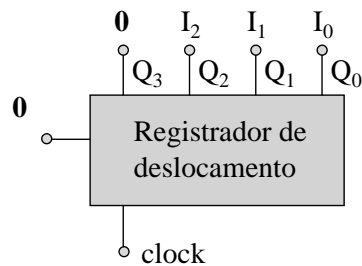 0 I₂ I₁ I₀
Q₃ Q₂ Q₁ Q₀
0
Registrador de
deslocamento
clock